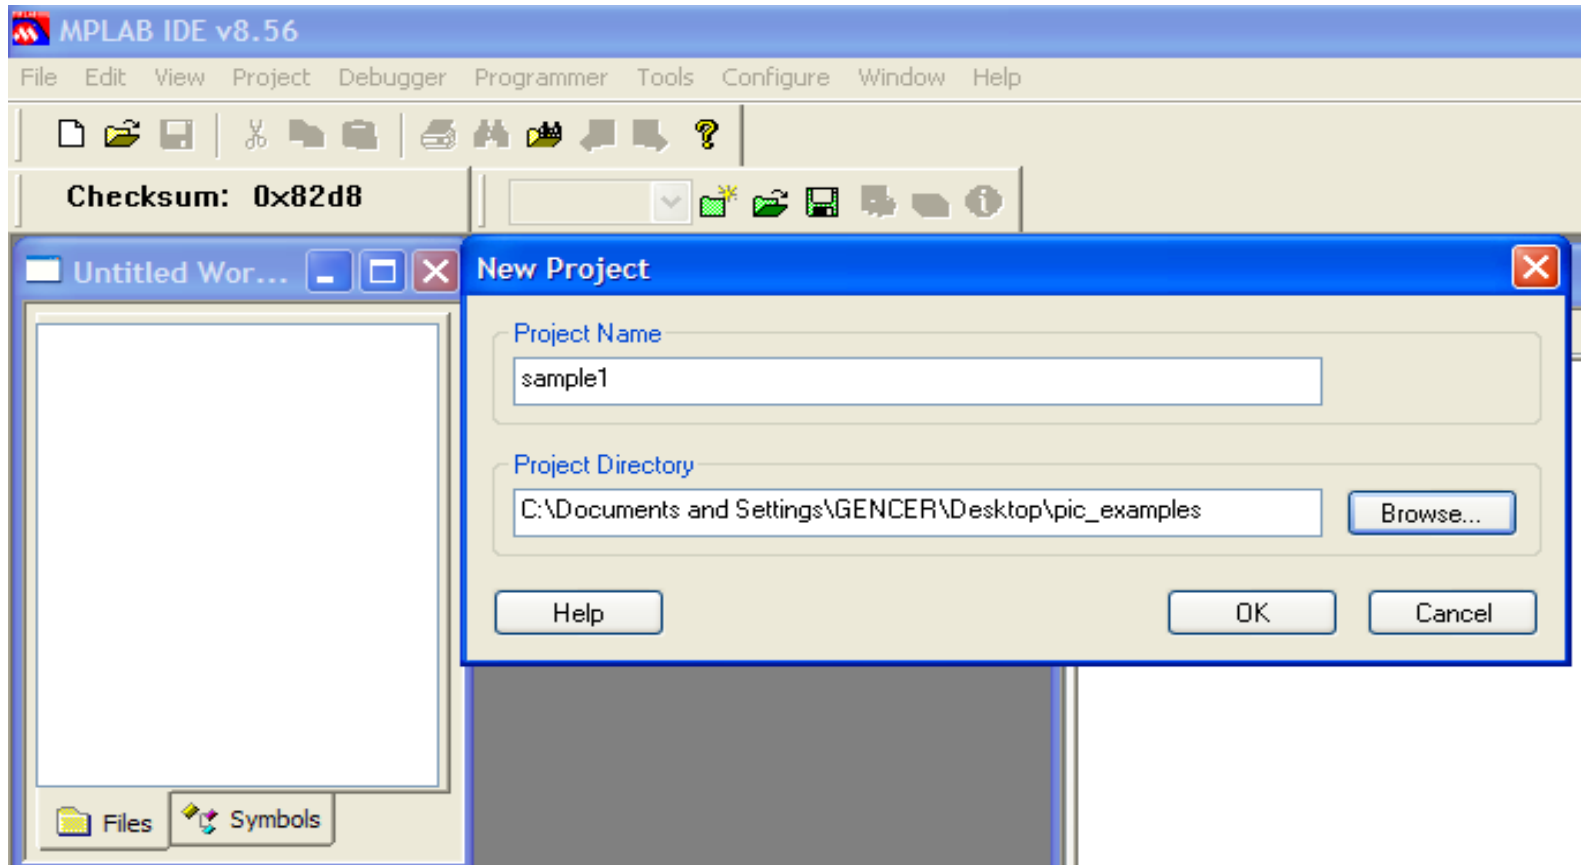 MPLAB IDE v8.56
File Edit View Project Debugger Programmer Tools Configure Window Help
Checksum: 0x82d8
Untitled Wor...
New Project
Project Name
sample1
Project Directory
C:\Documents and Settings\GENCER\Desktop\pic_examples
Browse...
Help
OK
Cancel
Files
Symbols